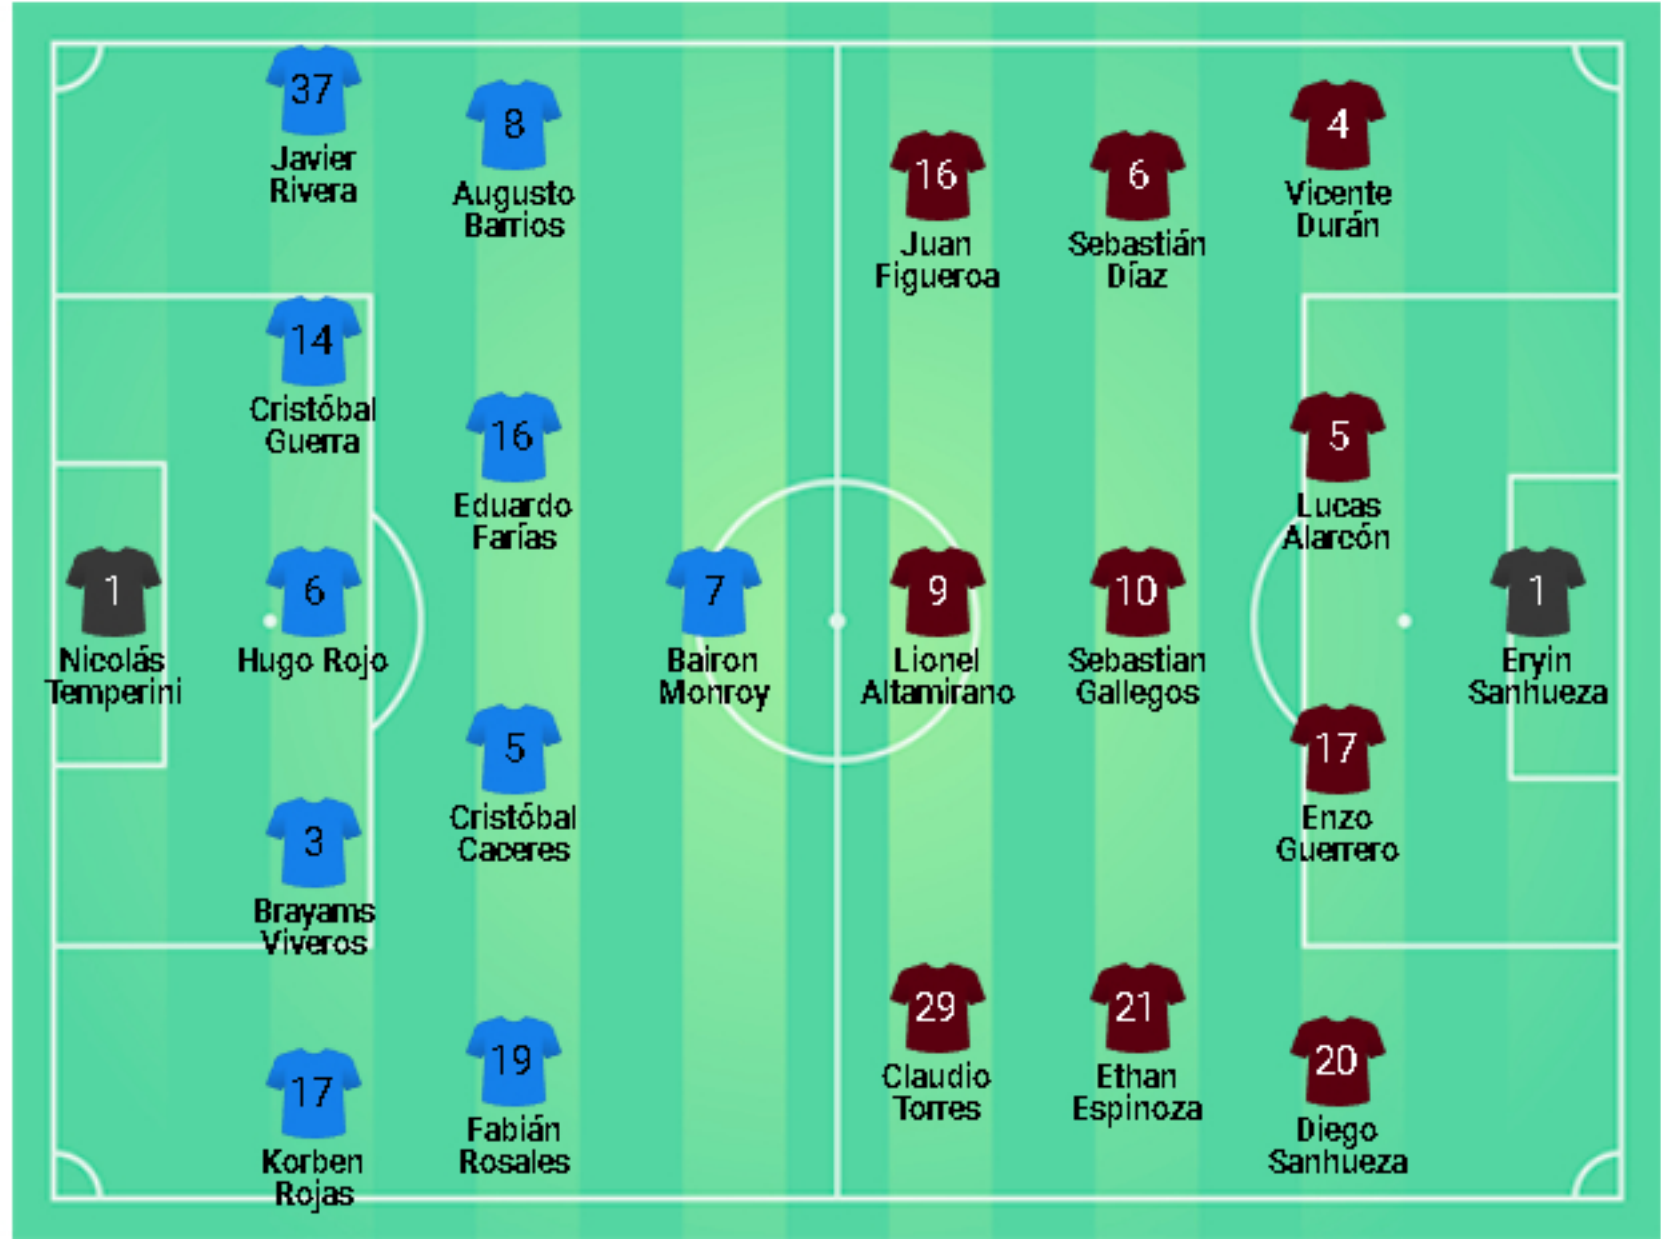 37
Javier
Rivera
8
Augusto
Barrios
14
Cristóbal
Guerra
16
Eduardo
Farías
1
Nicolás
Temperini
6
Hugo Rojo
7
Bairon
Monroy
5
Cristóbal
Caceres
3
Brayams
Viveros
17
Korben
Rojas
19
Fabián
Rosales
16
Juan
Figueroa
6
Sebastián
Díaz
4
Vicente
Durán
5
Lucas
Alarcón
9
Lionel
Altamirano
10
Sebastian
Gallegos
1
Eryin
Sanhueza
17
Enzo
Guerrero
29
Claudio
Torres
21
Ethan
Espinoza
20
Diego
Sanhueza